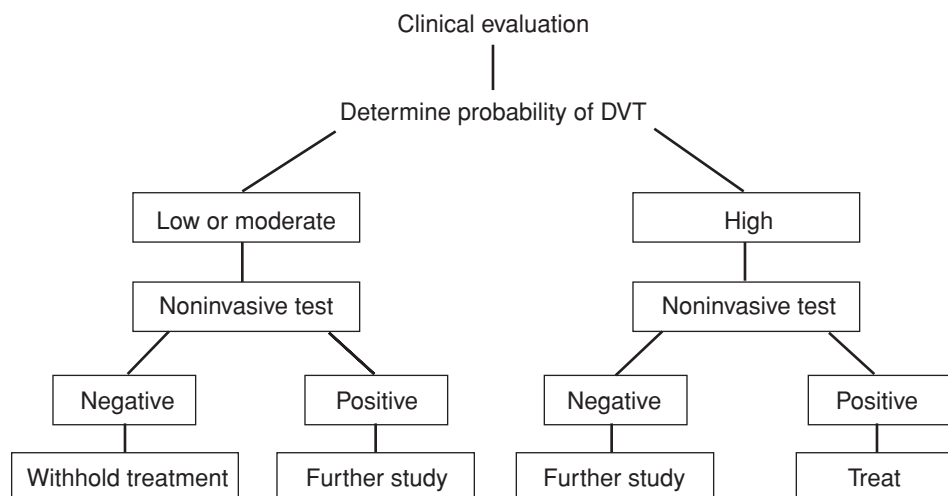 Clinical evaluation
Determine probability of DVT
Low or moderate
High
Noninvasive test
Noninvasive test
Negative
Positive
Negative
Positive
Withhold treatment
Further study
Further study
Treat